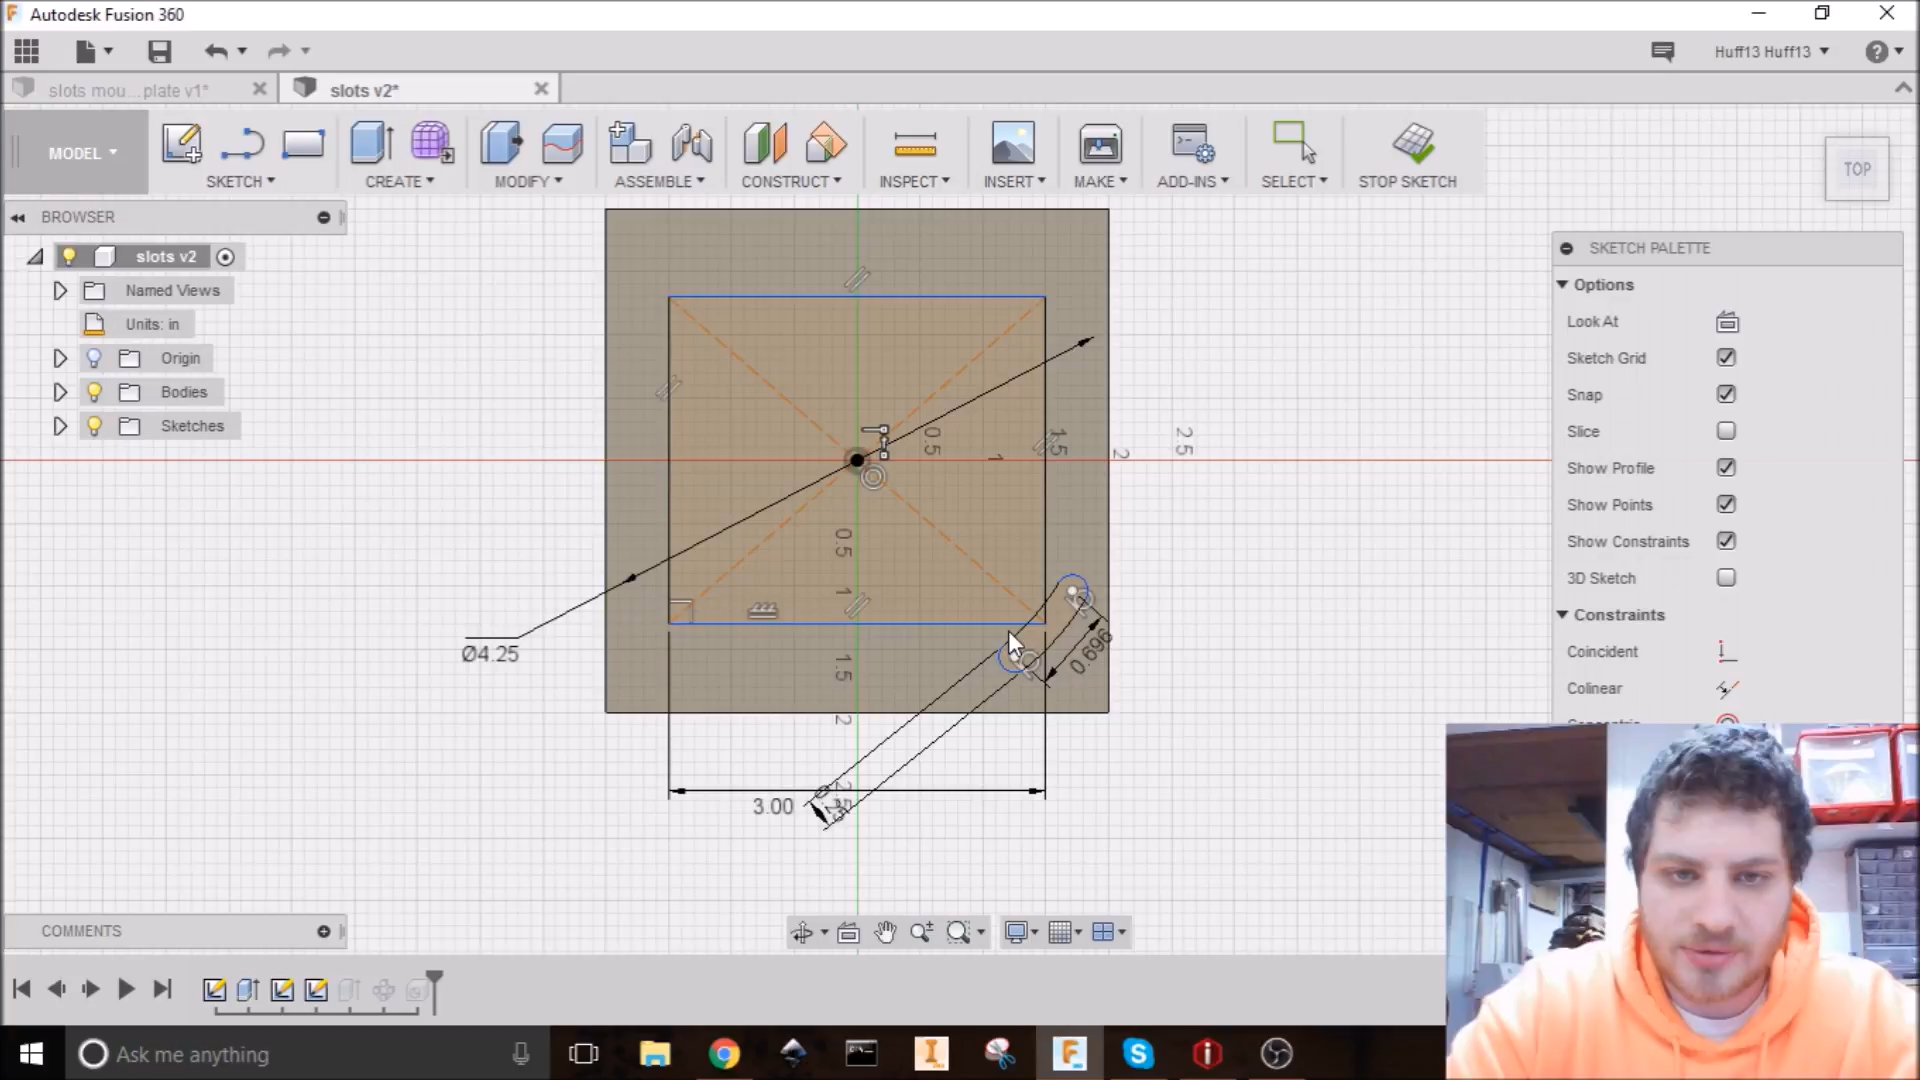 Autodesk Fusion 360
Huff13 Huff13
slots mou...plate v1*
slots v2*
MODEL
SKETCH
CREATE
MODIFY
ASSEMBLE
CONSTRUCT
INSPECT
INSERT
MAKE
ADD-INS
SELECT
STOP SKETCH
TOP
BROWSER
slots v2
Named Views
Units: in
Origin
Bodies
Sketches
SKETCH PALETTE
Options
Look At
Sketch Grid
Snap
Slice
Show Profile
Show Points
Show Constraints
3D Sketch
Constraints
Coincident
Colinear
0.5
1
1.5
2
2.5
0.5
1
1.5
2
2.5
Ø4.25
0.696
3.00
COMMENTS
Ask me anything